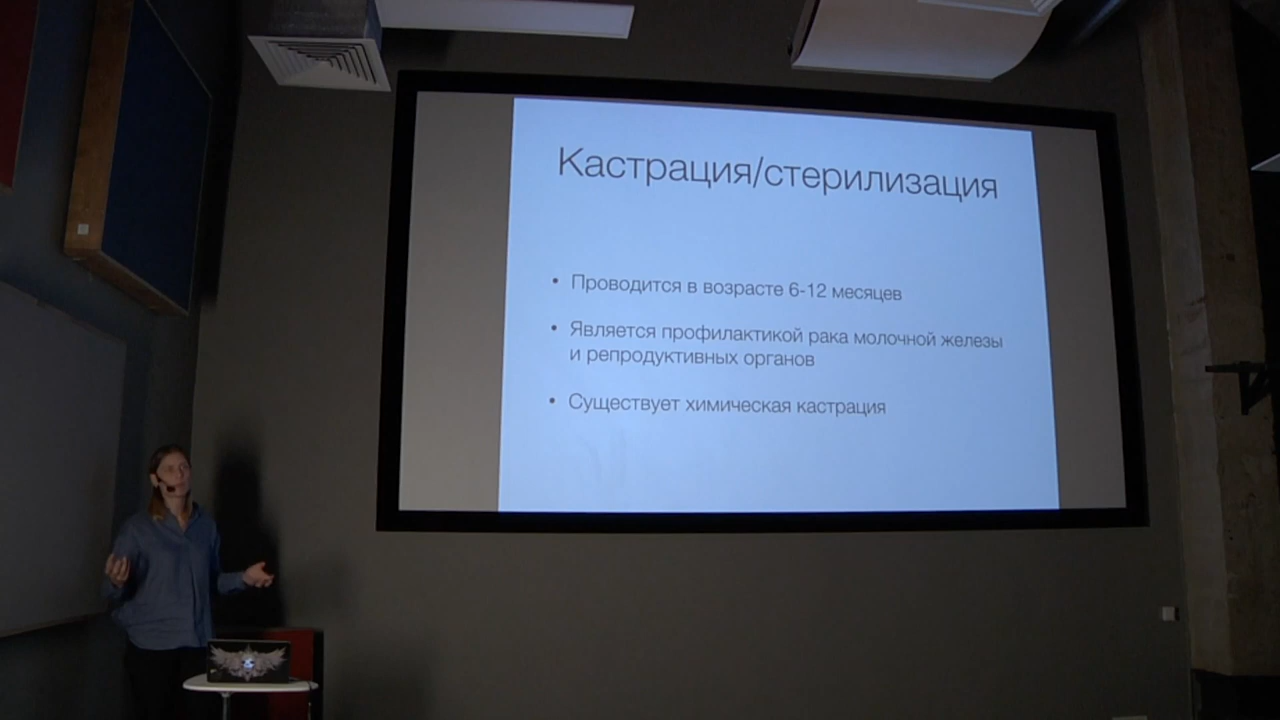 Кастрация/стерилизация
• Проводится в возрасте 6-12 месяцев
• Является профилактикой рака молочной железы
и репродуктивных органов
• Существует химическая кастрация